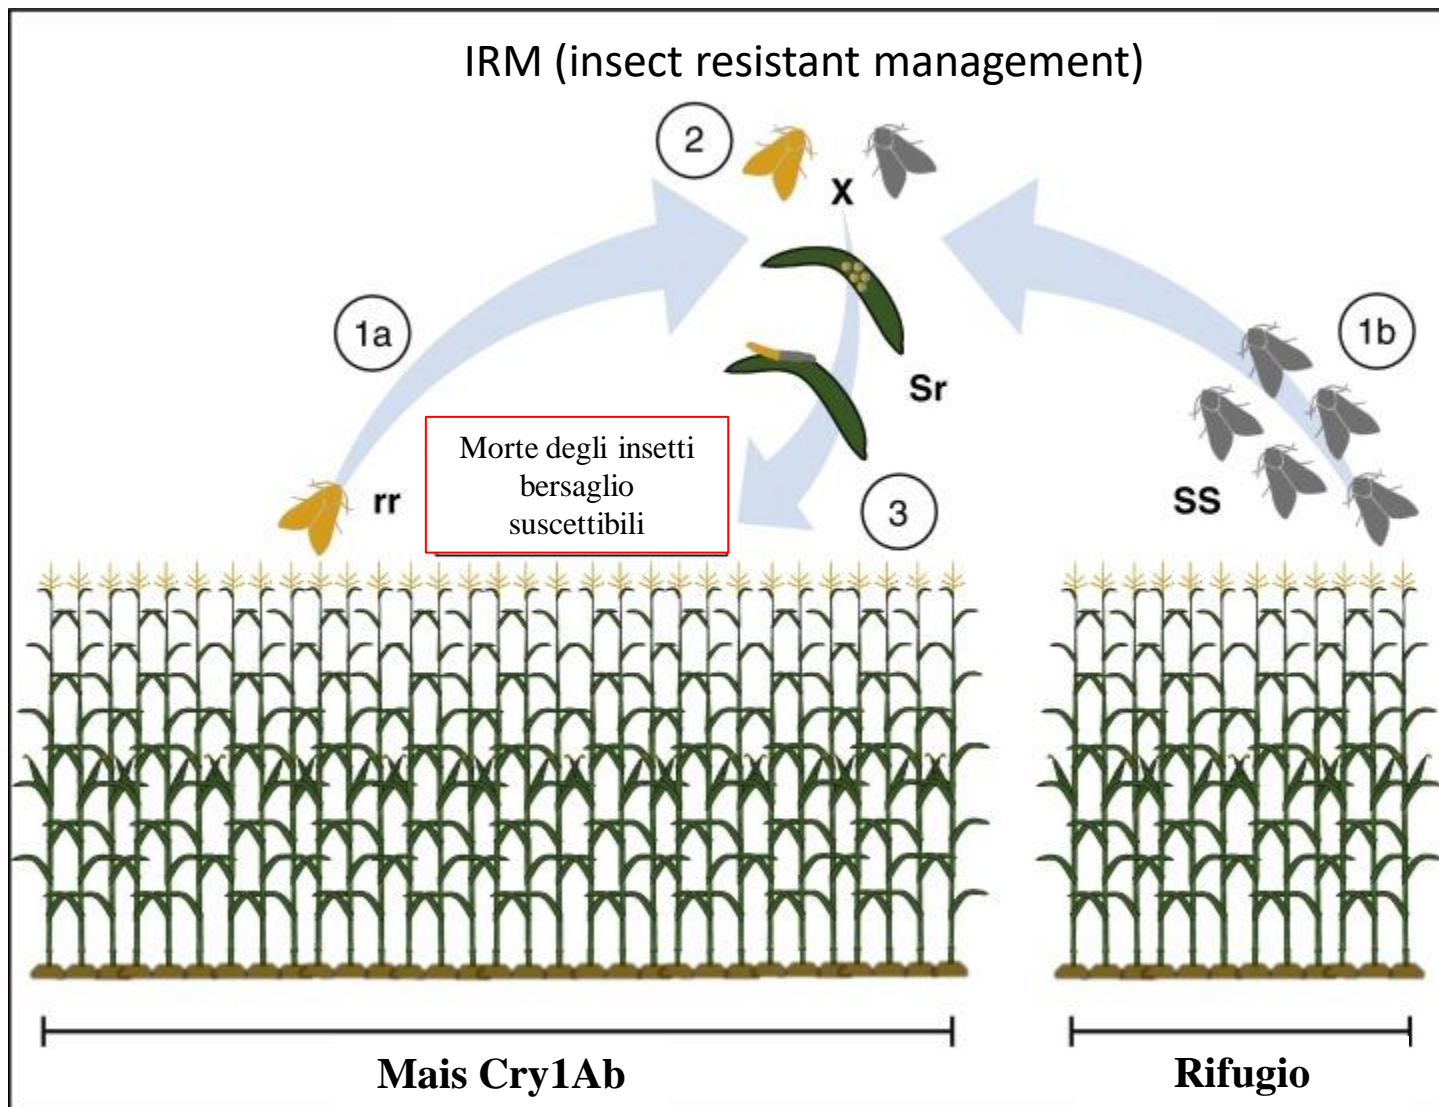 IRM (insect resistant management)
2
X
1a
1b
Sr
Morte degli insetti
bersaglio
suscettibili
rr
3
SS
Mais Cry1Ab
Rifugio